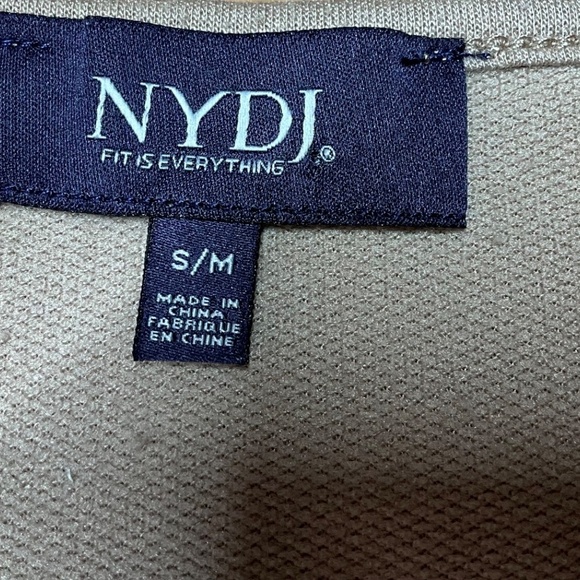 NYDJ®
FIT IS EVERYTHING
S/M
MADE IN
CHINA
FABRIQUE
EN CHINE